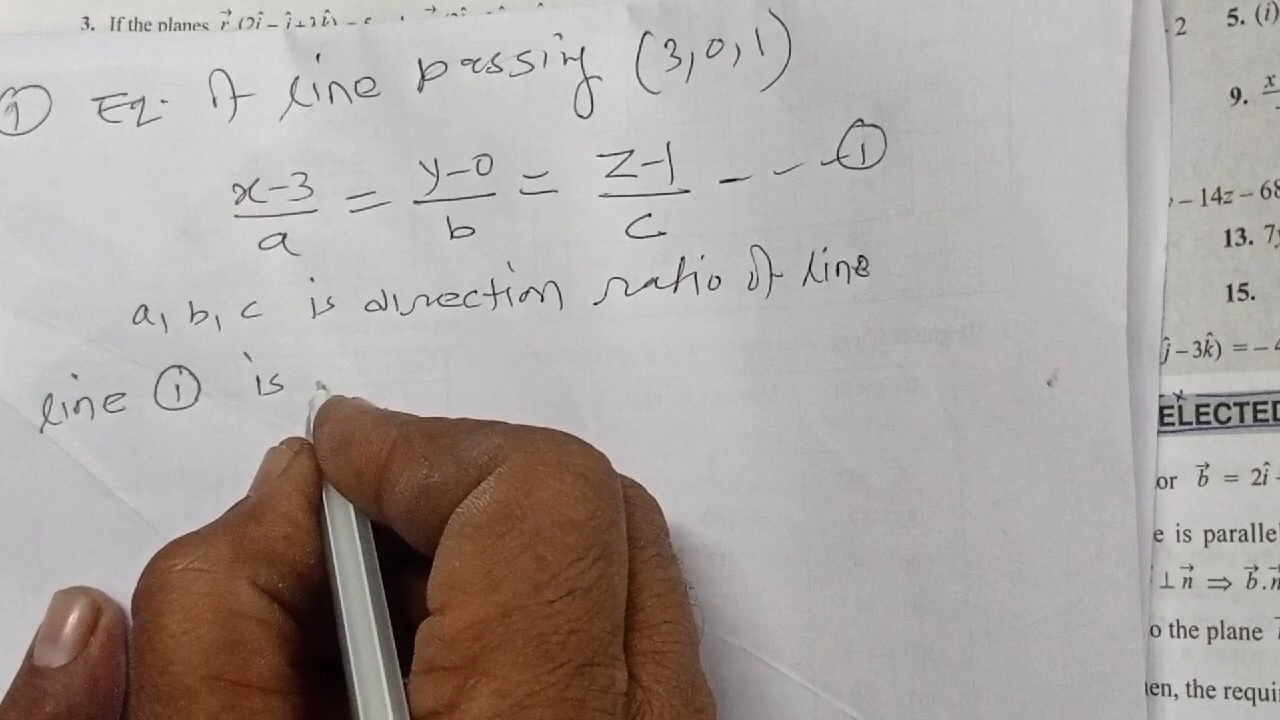 3. If the planes
① Eq. of line passing (3,0,1)
x-3/a = y-0/b = z-1/c --- ①
a, b, c is direction ratio of line
line ① is
2 5. (i)
9. x
– 14z – 68
13. 7
15.
ĵ – 3k̂) = –
ELECTED
or b⃗ = 2î
e is paralle
⊥ n⃗ ⇒ b⃗.n⃗
o the plane
en, the requi